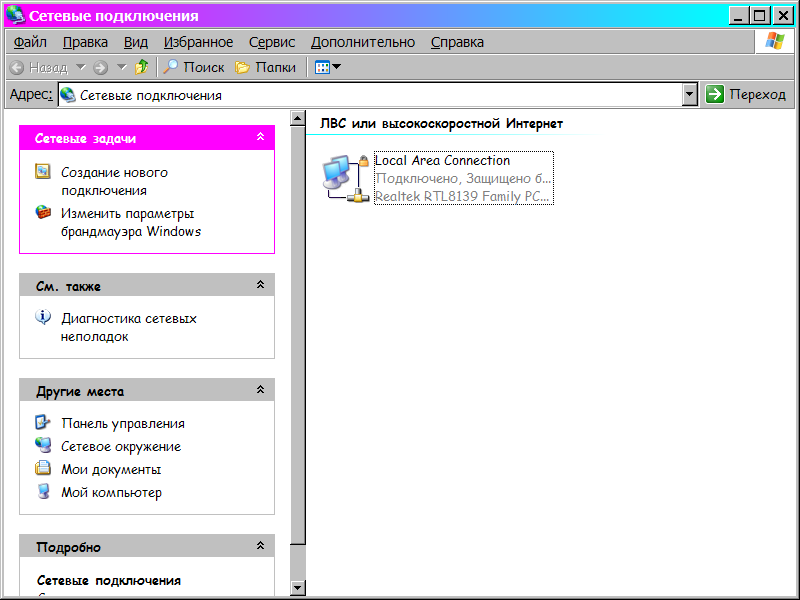 Сетевые подключения
Файл Правка Вид Избранное Сервис Дополнительно Справка
Назад Поиск Папки
Адрес: Сетевые подключения Переход
Сетевые задачи
Создание нового
подключения
Изменить параметры
брандмауэра Windows
См. также
Диагностика сетевых
неполадок
Другие места
Панель управления
Сетевое окружение
Мои документы
Мой компьютер
Подробно
Сетевые подключения
ЛВС или высокоскоростной Интернет
Local Area Connection
Подключено, Защищено б...
Realtek RTL8139 Family PC...